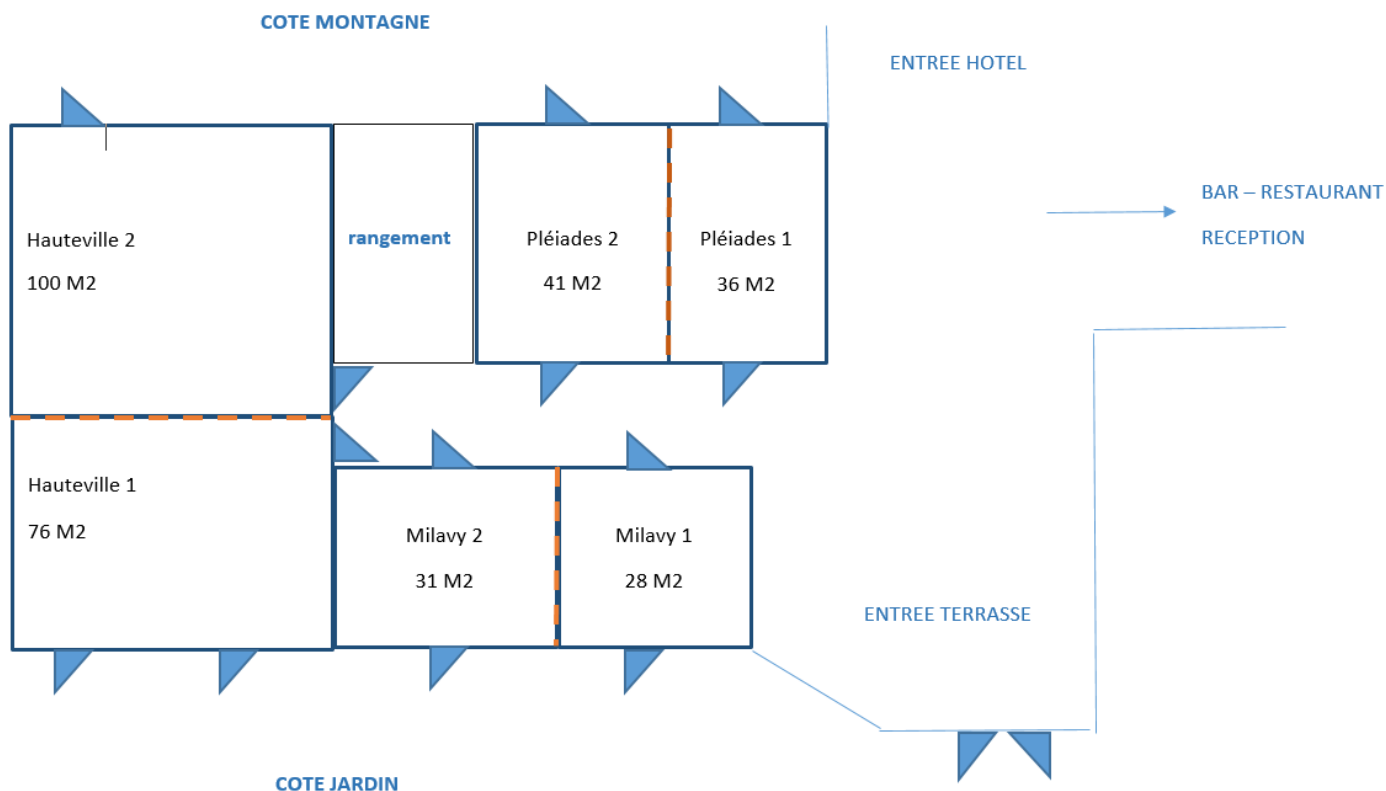 COTE MONTAGNE
ENTREE HOTEL
BAR – RESTAURANT
RECEPTION
Hauteville 2
100 M2
rangement
Pléiades 2
41 M2
Pléiades 1
36 M2
Hauteville 1
76 M2
Milavy 2
31 M2
Milavy 1
28 M2
ENTREE TERRASSE
COTE JARDIN